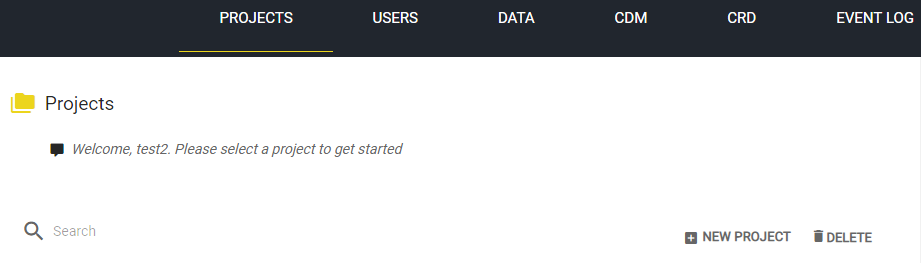 PROJECTS USERS DATA CDM CRD EVENT LOG
Projects
Welcome, test2. Please select a project to get started
Search
NEW PROJECT DELETE